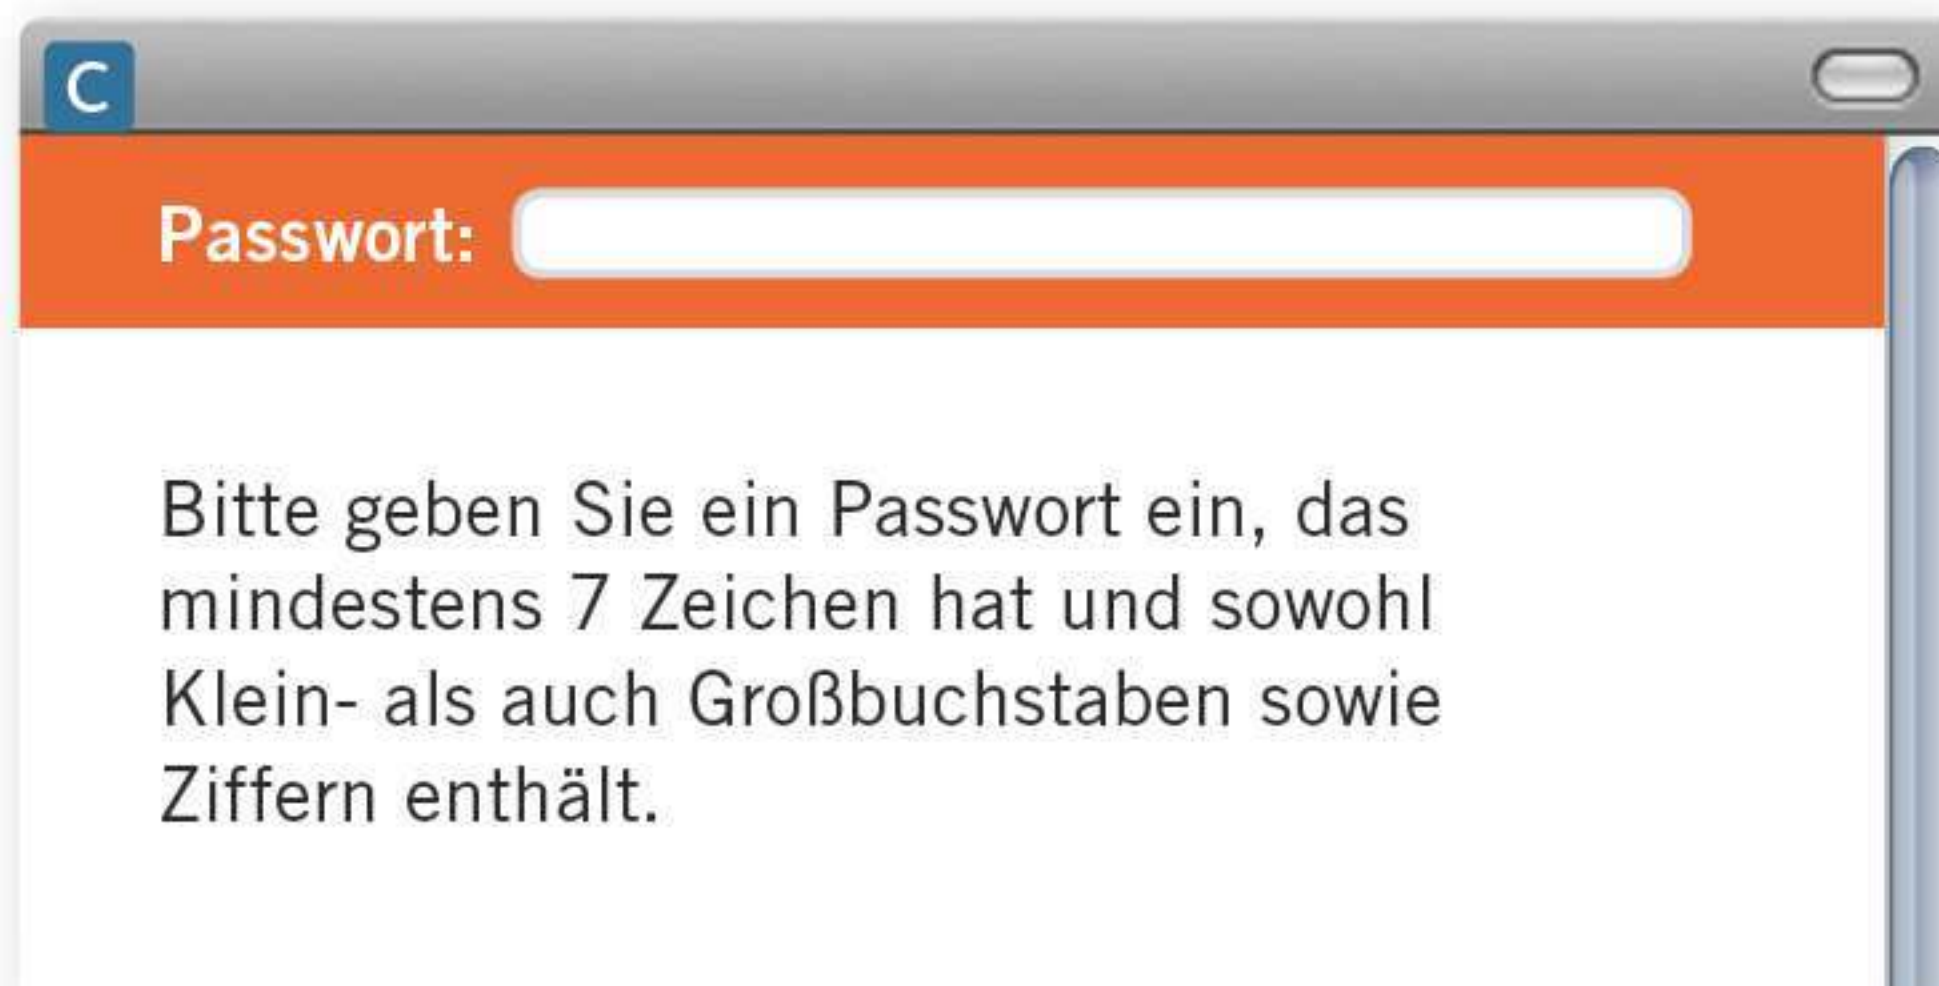 C
Passwort:
Bitte geben Sie ein Passwort ein, das
mindestens 7 Zeichen hat und sowohl
Klein- als auch Großbuchstaben sowie
Ziffern enthält.